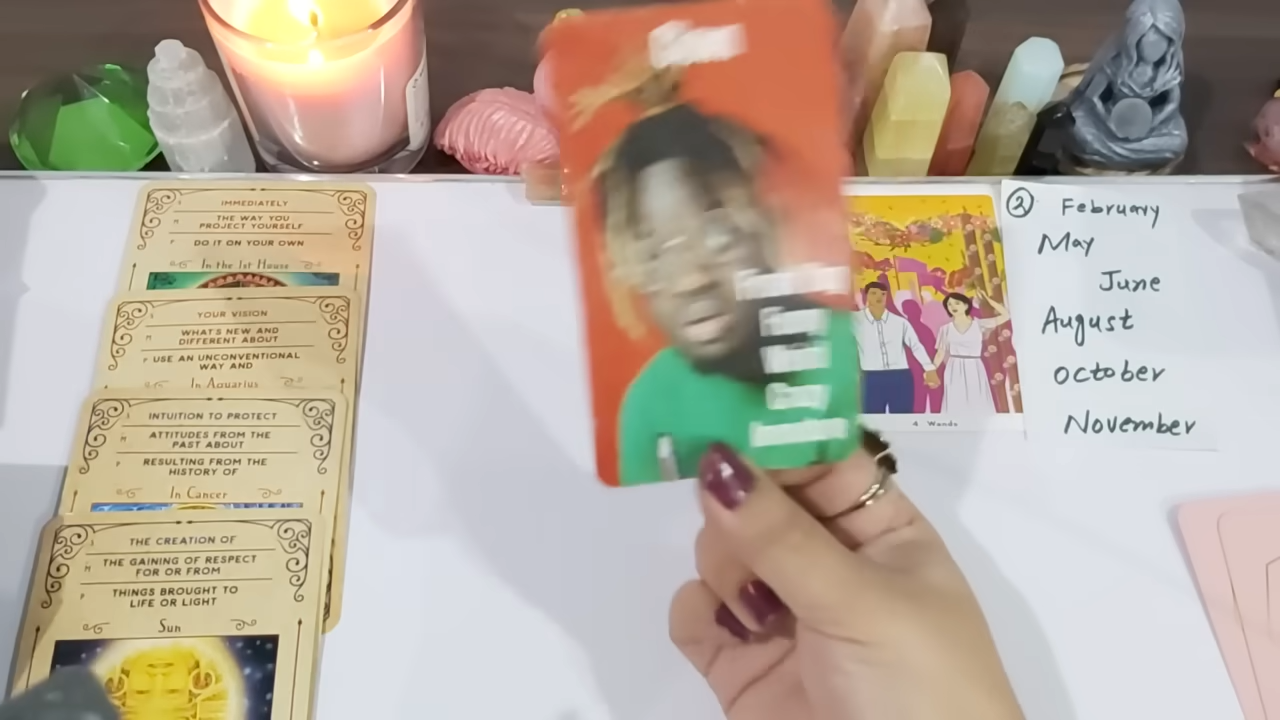 IMMEDIATELY
THE WAY YOU
PROJECT YOURSELF
DO IT ON YOUR OWN
In the 1st House
YOUR VISION
WHAT'S NEW AND
DIFFERENT ABOUT
USE AN UNCONVENTIONAL
WAY AND
In Aquarius
INTUITION TO PROTECT
ATTITUDES FROM THE
PAST ABOUT
RESULTING FROM THE
HISTORY OF
In Cancer
THE CREATION OF
THE GAINING OF RESPECT
FOR OR FROM
THINGS BROUGHT TO
LIFE OR LIGHT
Sun
4 Wands
2 February
May
June
August
October
November